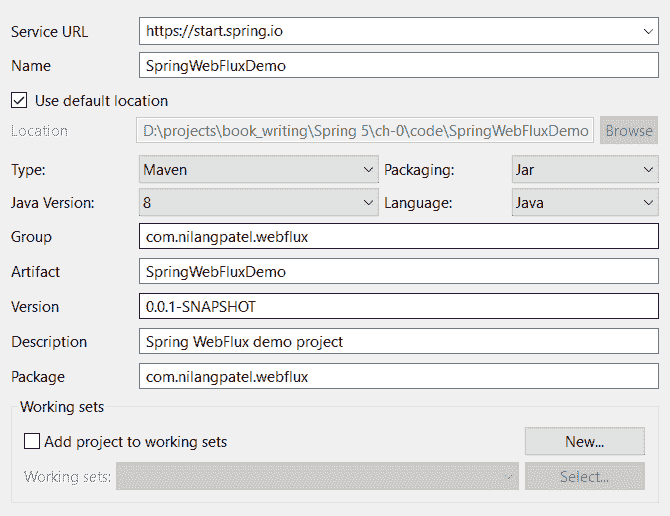 Service URL https://start.spring.io
Name SpringWebFluxDemo
Use default location
Location D:\projects\book_writing\Spring 5\ch-0\code\SpringWebFluxDemo Browse
Type: Maven Packaging: Jar
Java Version: 8 Language: Java
Group com.nilangpatel.webflux
Artifact SpringWebFluxDemo
Version 0.0.1-SNAPSHOT
Description Spring WebFlux demo project
Package com.nilangpatel.webflux
Working sets
Add project to working sets New...
Working sets: Select...